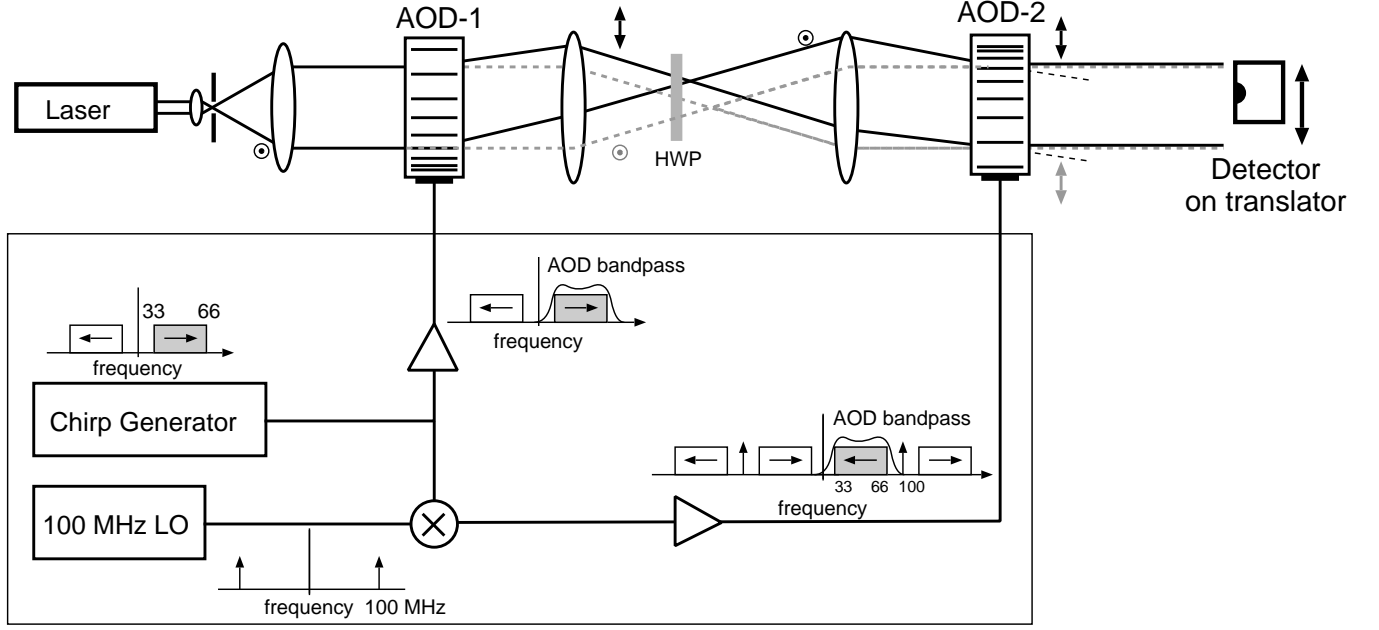 AOD-1
AOD-2
Laser
HWP
Detector
on translator
AOD bandpass
33 66
frequency
frequency
Chirp Generator
AOD bandpass
33 66 100
frequency
100 MHz LO
frequency 100 MHz